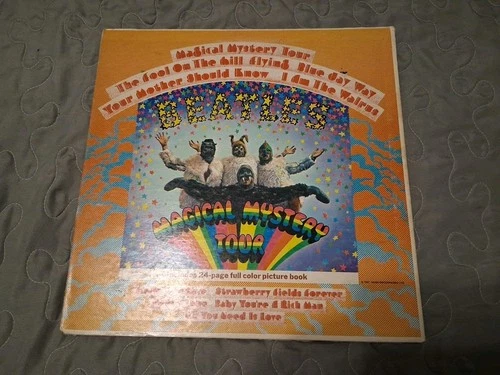 Magical Mystery Tour
The Fool On The Hill Flying Blue Jay Way
Your Mother Should Know I Am The Walrus
BEATLES
MAGICAL MYSTERY
TOUR
24-page full color picture book
Strawberry Fields Forever
Baby You're A Rich Man
You Need Is Love